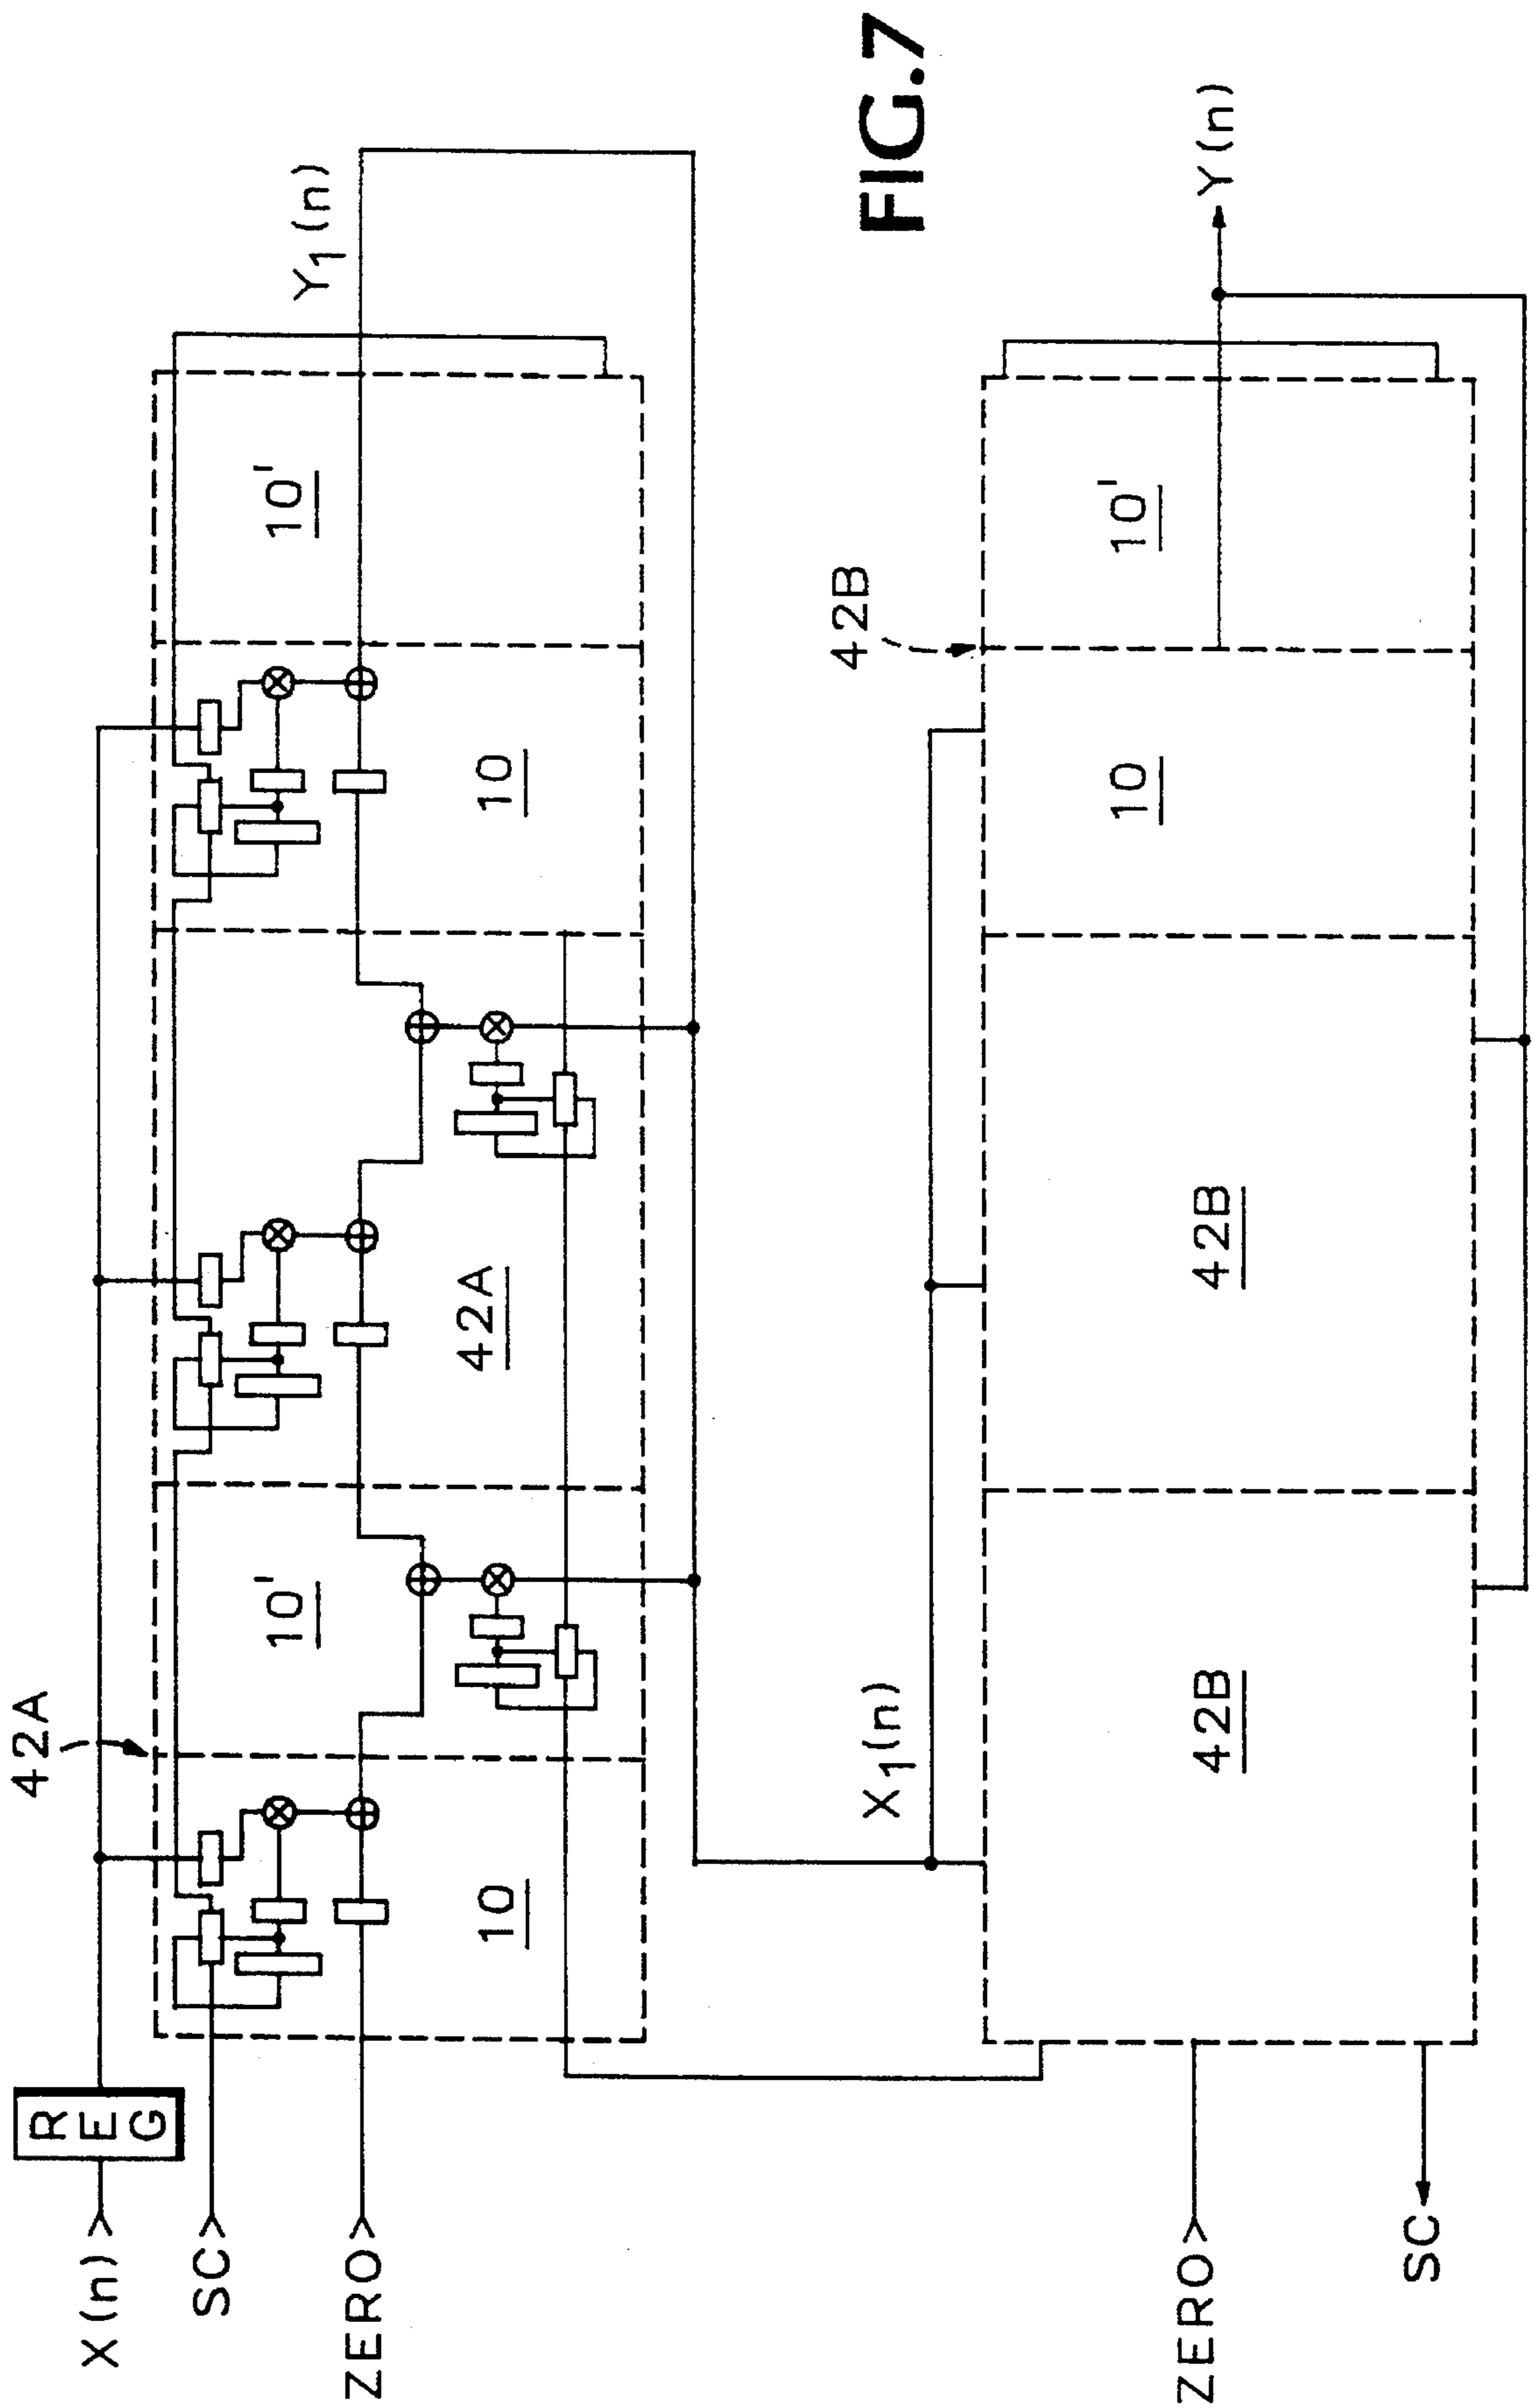 FIG.7
42A
X(n)
REG
SC
ZERO
10
10'
42A
10
10'
Y1(n)
X1(n)
42B
42B
42B
10
10'
Y(n)
ZERO
SC